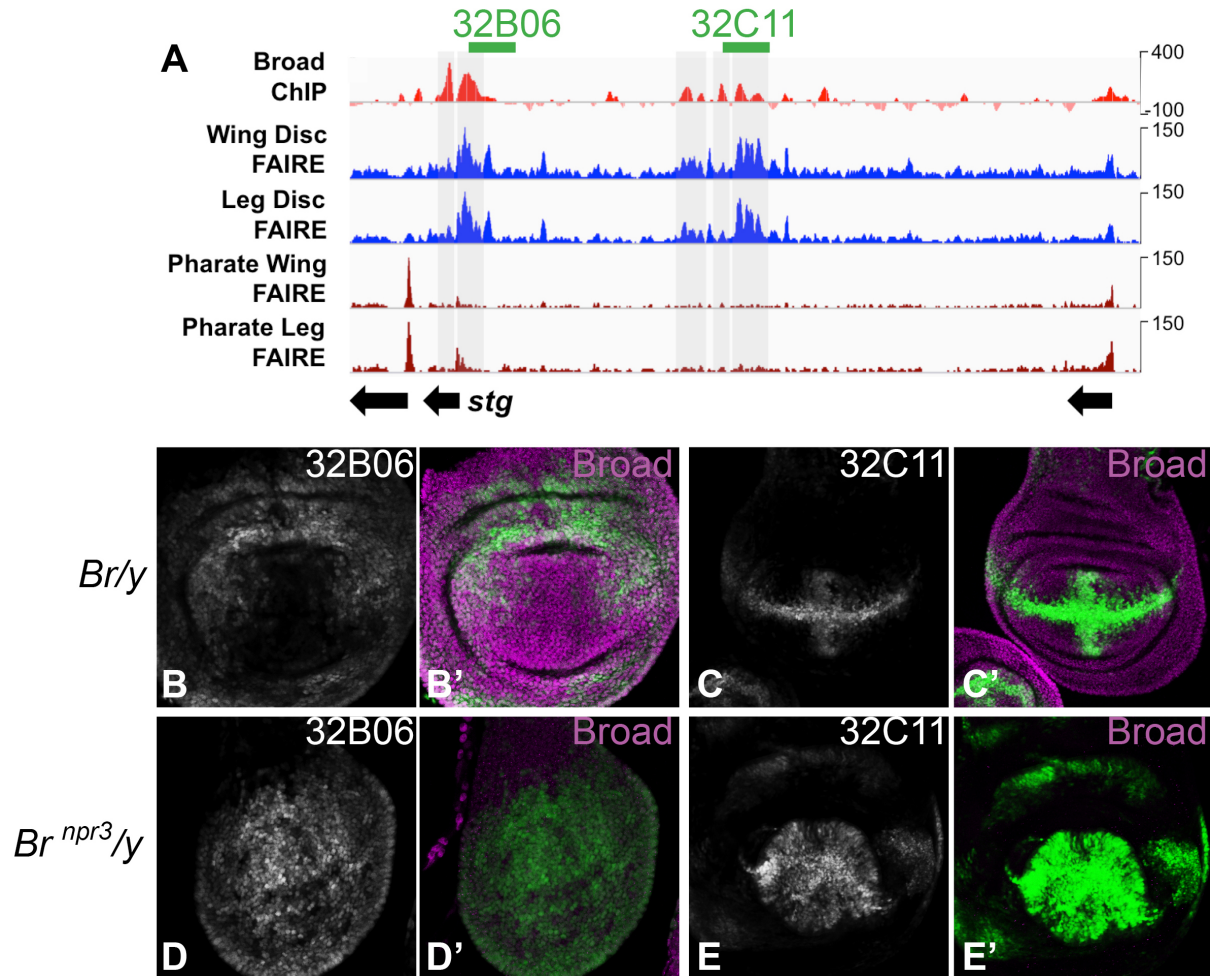 32B06 32C11
A
Broad
ChIP
400
-100
Wing Disc
FAIRE
150
Leg Disc
FAIRE
150
Pharate Wing
FAIRE
150
Pharate Leg
FAIRE
150
stg
32B06 Broad 32C11 Broad
Br/y
B B’ C C’
32B06 Broad 32C11 Broad
Br npr3/y
D D’ E E’